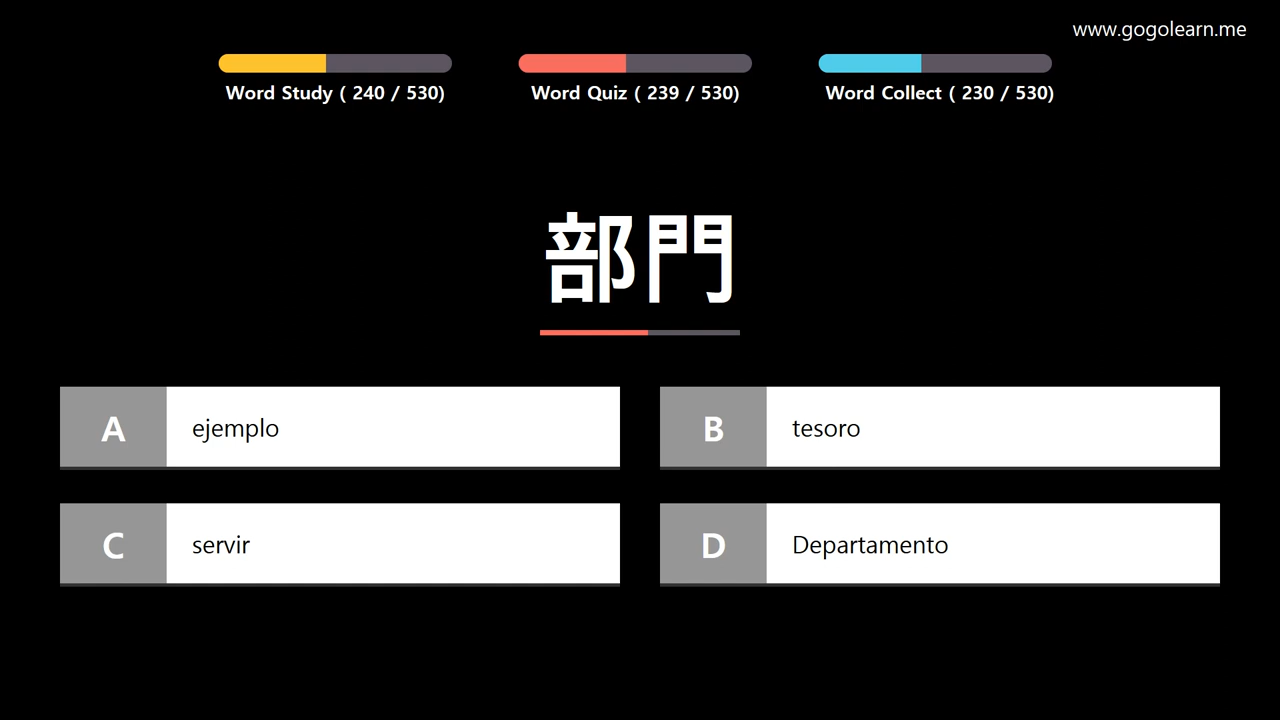 www.gogolearn.me
Word Study ( 240 / 530)
Word Quiz ( 239 / 530)
Word Collect ( 230 / 530)
部門
A ejemplo
B tesoro
C servir
D Departamento